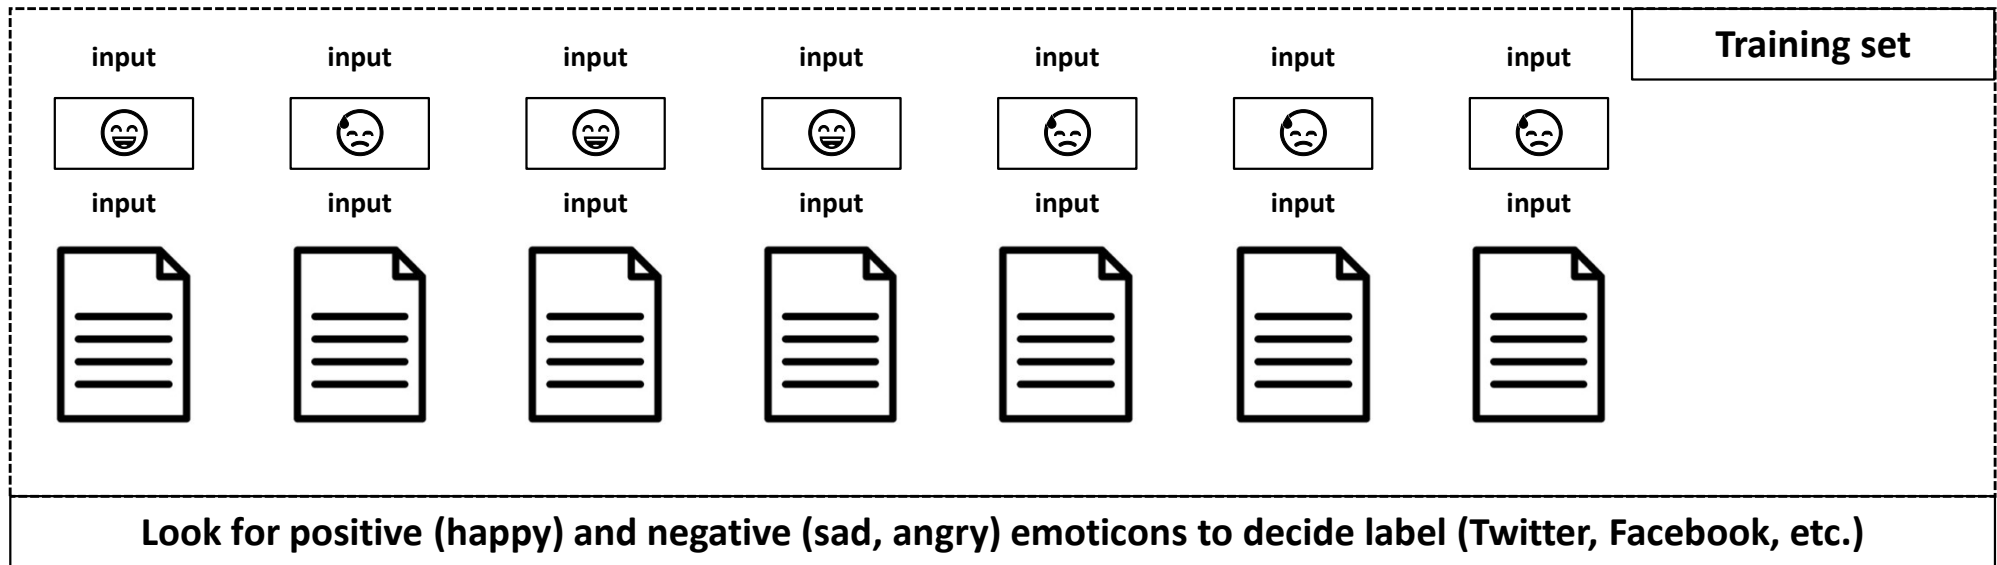 input input input input input input input
Training set
input input input input input input input
Look for positive (happy) and negative (sad, angry) emoticons to decide label (Twitter, Facebook, etc.)